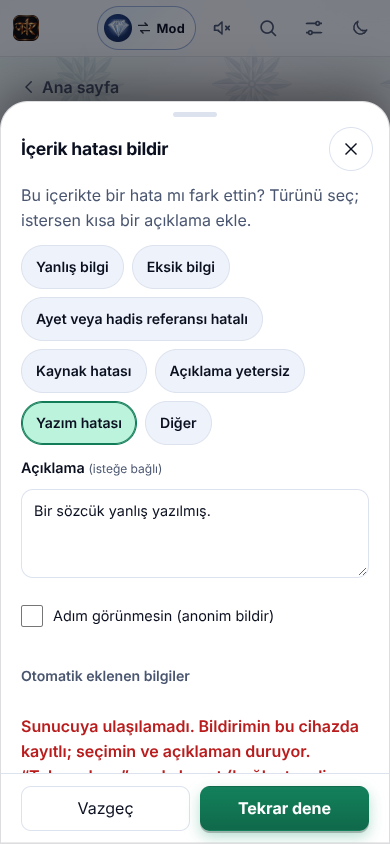 Mod
Ana sayfa
İçerik hatası bildir
Bu içerikte bir hata mı fark ettin? Türünü seç;
istersen kısa bir açıklama ekle.
Yanlış bilgi
Eksik bilgi
Ayet veya hadis referansı hatalı
Kaynak hatası
Açıklama yetersiz
Yazım hatası
Diğer
Açıklama (isteğe bağlı)
Bir sözcük yanlış yazılmış.
Adım görünmesin (anonim bildir)
Otomatik eklenen bilgiler
Sunucuya ulaşılamadı. Bildirimin bu cihazda
kayıtlı; seçimin ve açıklaman duruyor.
Vazgeç
Tekrar dene